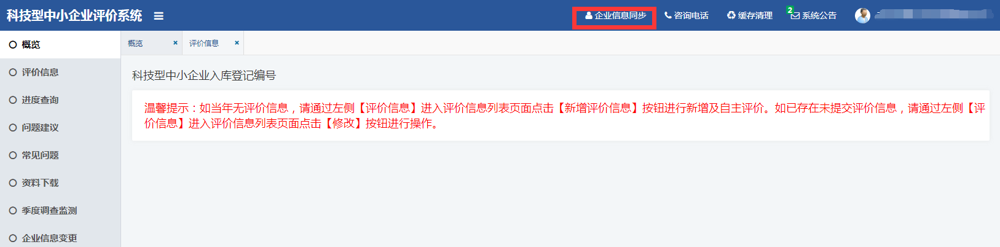 科技型中小企业评价系统
企业信息同步 咨询电话 缓存清理 2 系统公告
概览 评价信息
概览
评价信息
进度查询
问题建议
常见问题
资料下载
季度调查监测
企业信息变更
科技型中小企业入库登记编号
温馨提示：如当年无评价信息，请通过左侧【评价信息】进入评价信息列表页面点击【新增评价信息】按钮进行新增及自主评价。如已存在未提交评价信息，请通过左侧【评
价信息】进入评价信息列表页面点击【修改】按钮进行操作。